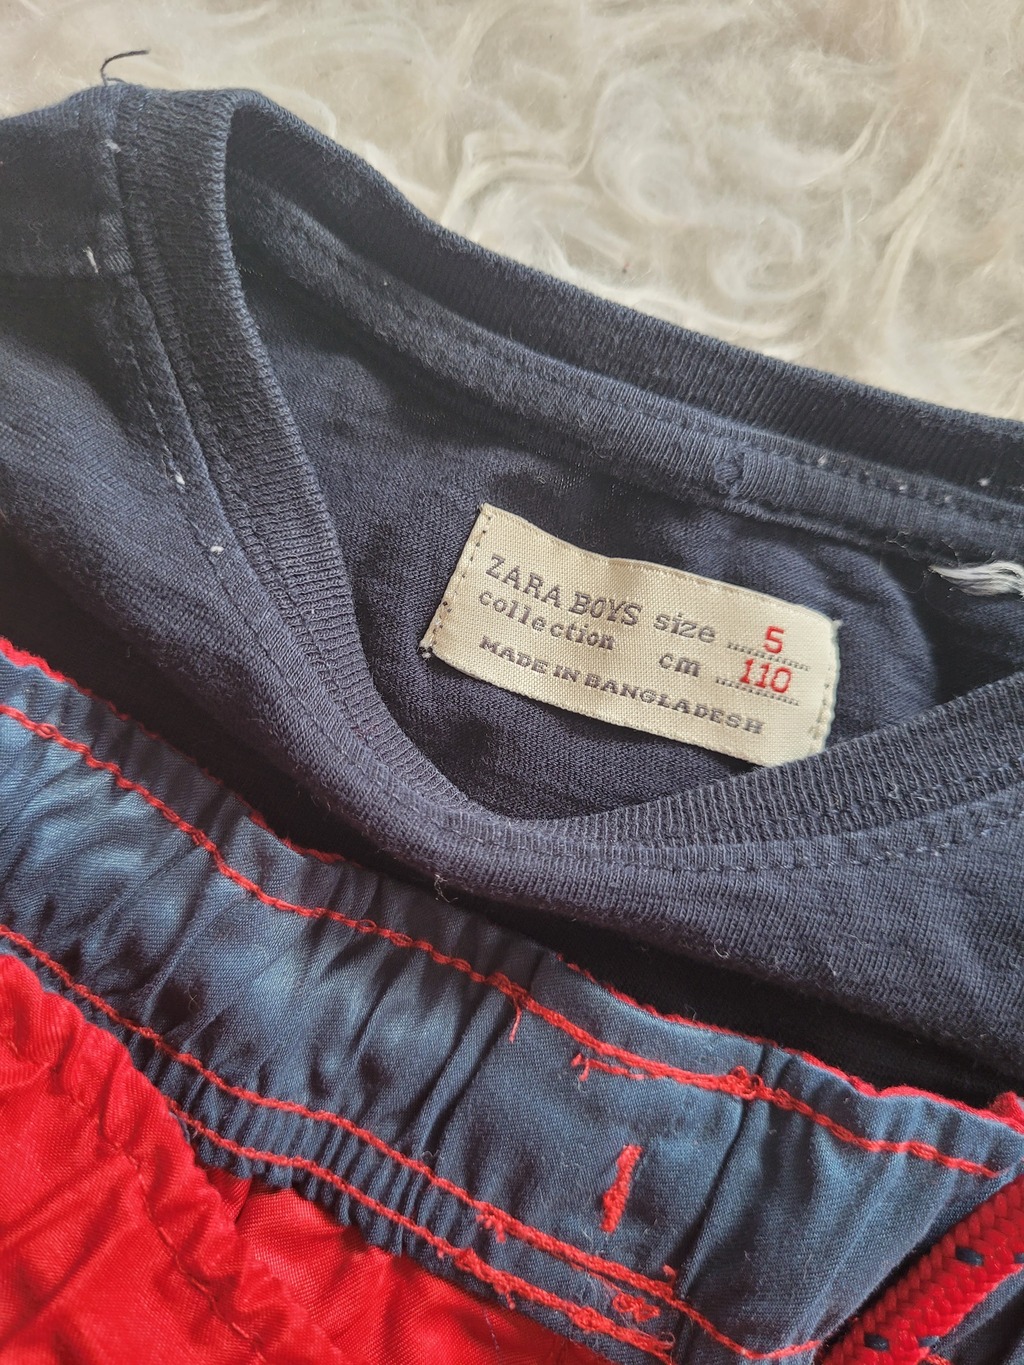 ZARA BOYS size 5
collection cm 110
MADE IN BANGLADESH